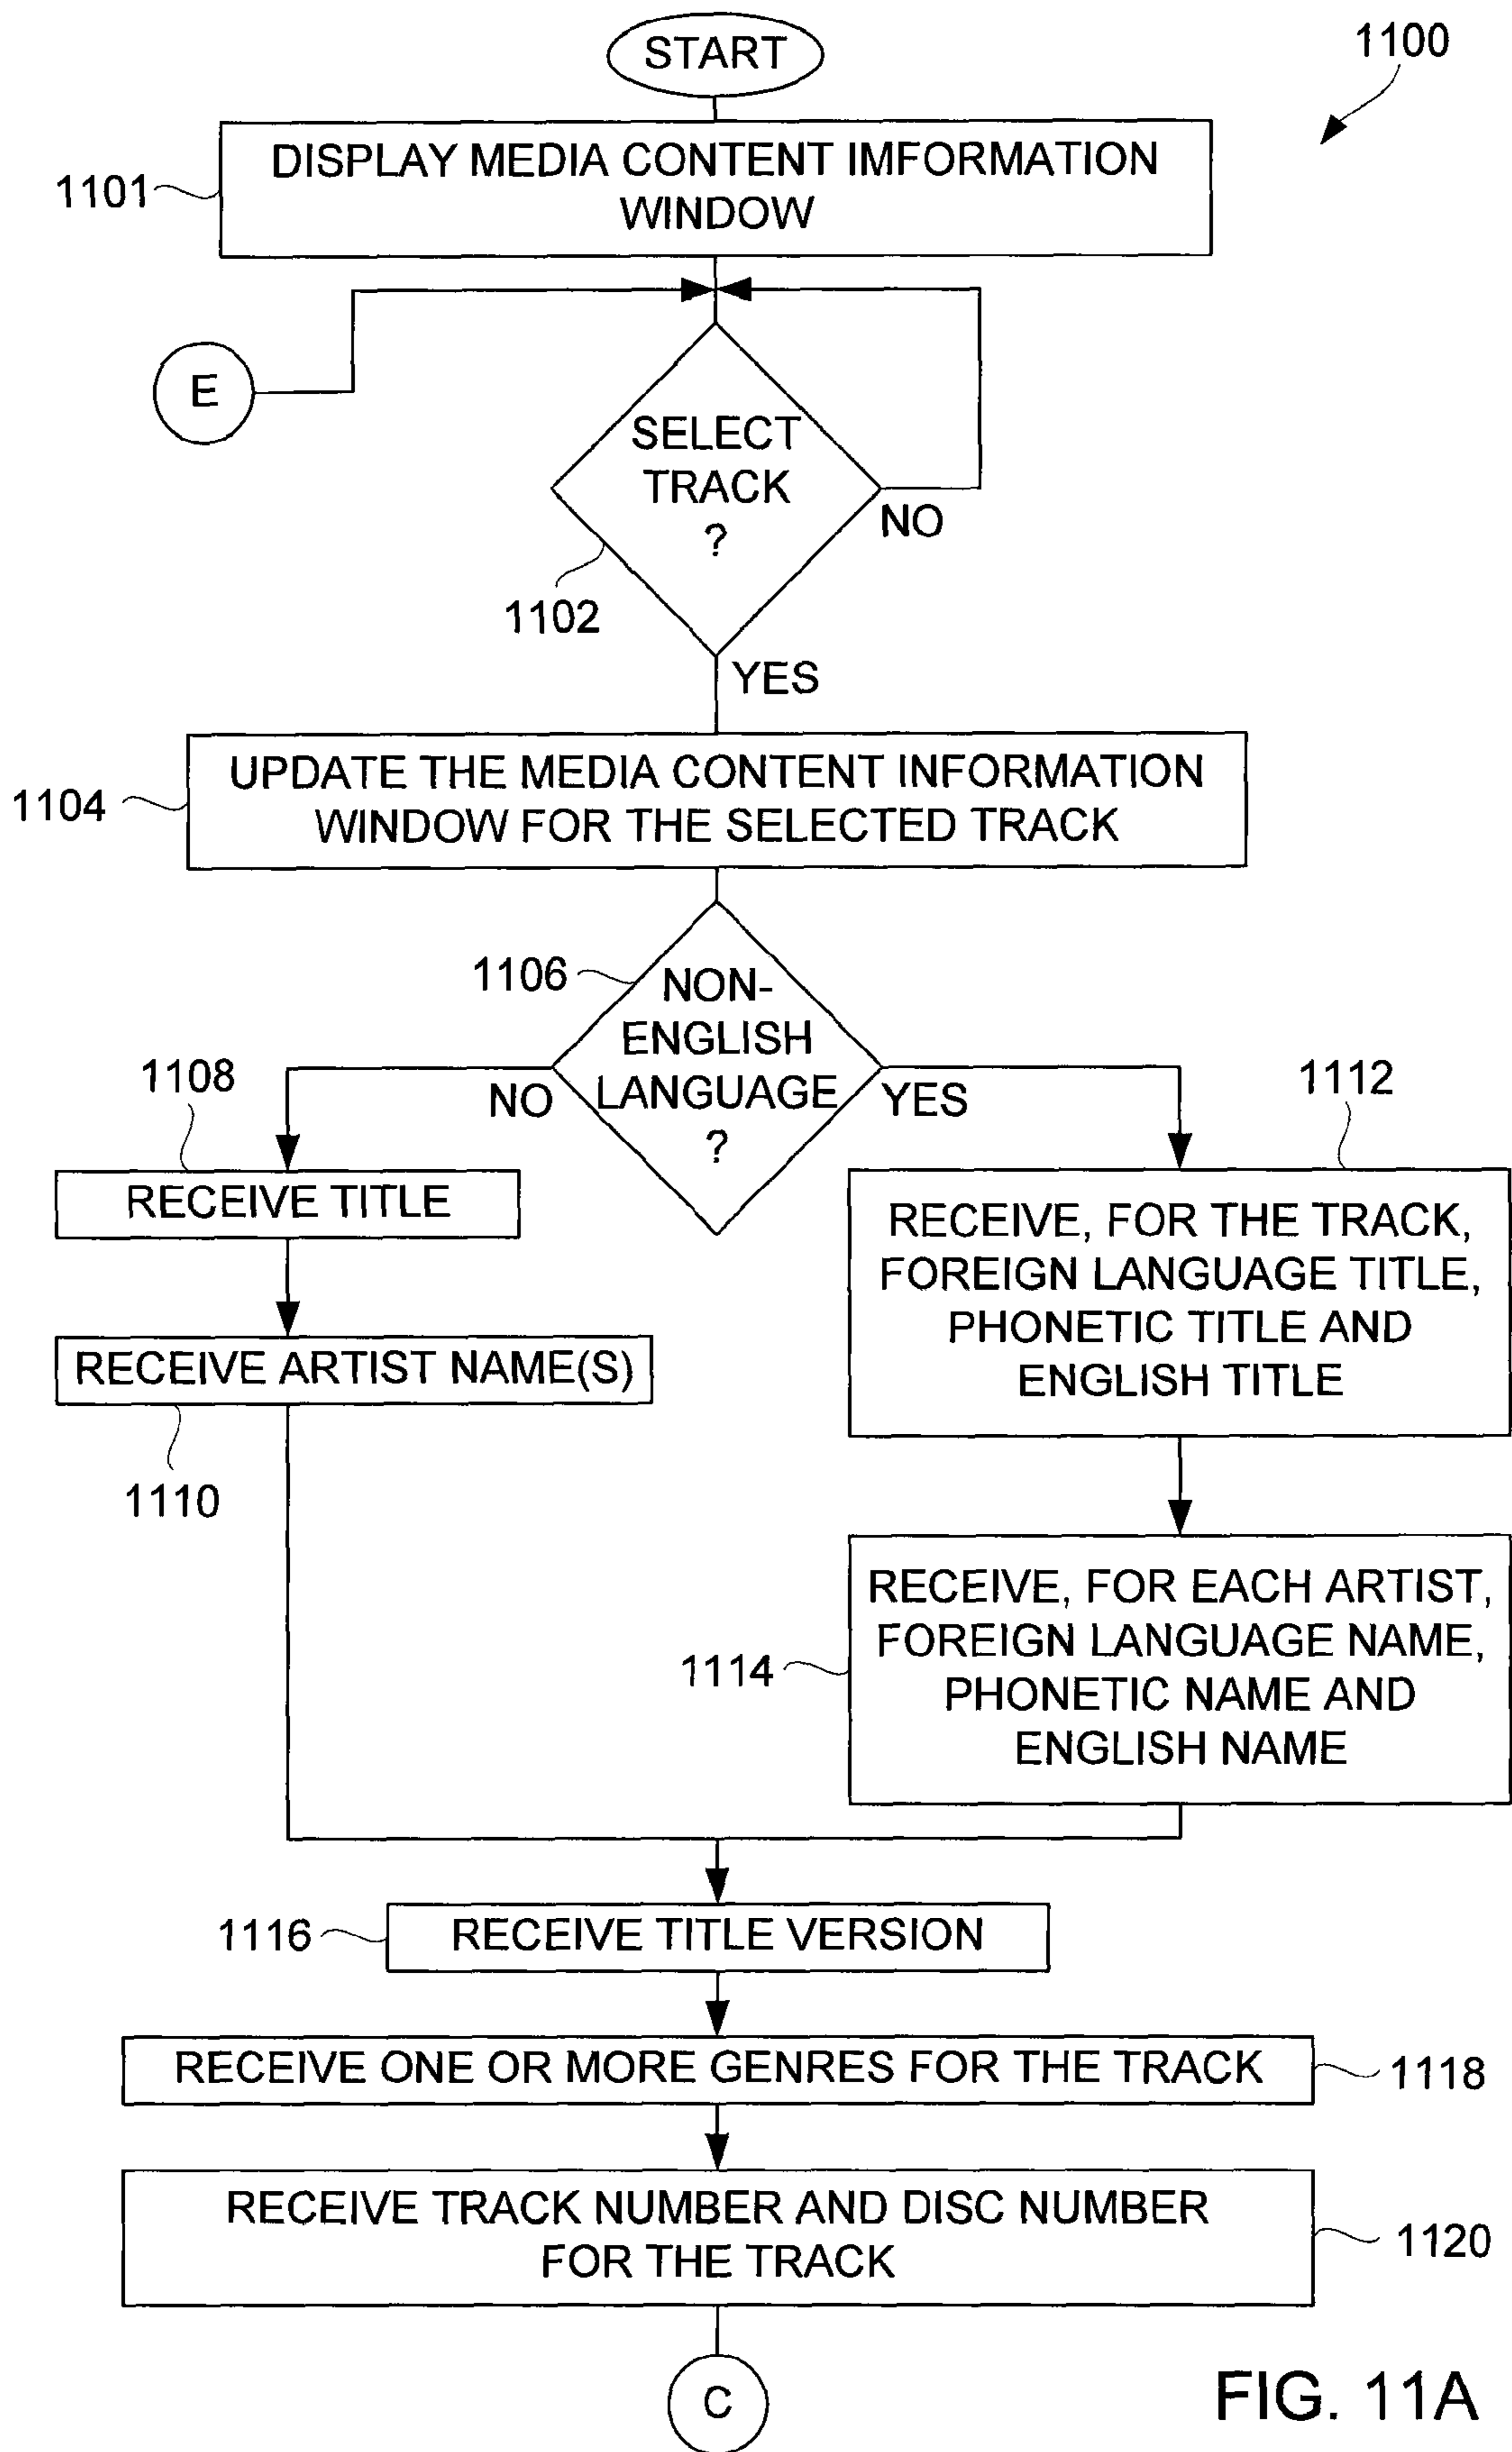 START
1100
DISPLAY MEDIA CONTENT IMFORMATION
WINDOW
1101
E
SELECT
TRACK
?
NO
1102
YES
UPDATE THE MEDIA CONTENT INFORMATION
WINDOW FOR THE SELECTED TRACK
1104
1106
NON-
ENGLISH
LANGUAGE
?
NO
YES
1108
RECEIVE TITLE
RECEIVE ARTIST NAME(S)
1110
1112
RECEIVE, FOR THE TRACK,
FOREIGN LANGUAGE TITLE,
PHONETIC TITLE AND
ENGLISH TITLE
RECEIVE, FOR EACH ARTIST,
FOREIGN LANGUAGE NAME,
PHONETIC NAME AND
ENGLISH NAME
1114
1116
RECEIVE TITLE VERSION
RECEIVE ONE OR MORE GENRES FOR THE TRACK
1118
RECEIVE TRACK NUMBER AND DISC NUMBER
FOR THE TRACK
1120
C
FIG. 11A